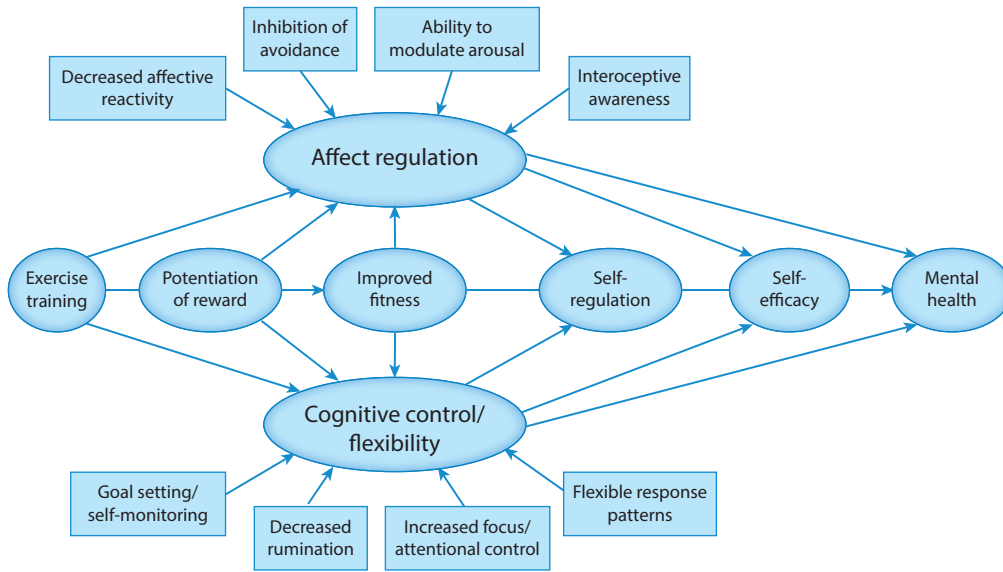 Inhibition of
avoidance
Ability to
modulate arousal
Decreased affective
reactivity
Interoceptive
awareness
Affect regulation
Exercise
training
Potentiation
of reward
Improved
fitness
Self-
regulation
Self-
efficacy
Mental
health
Cognitive control/
flexibility
Goal setting/
self-monitoring
Decreased
rumination
Increased focus/
attentional control
Flexible response
patterns